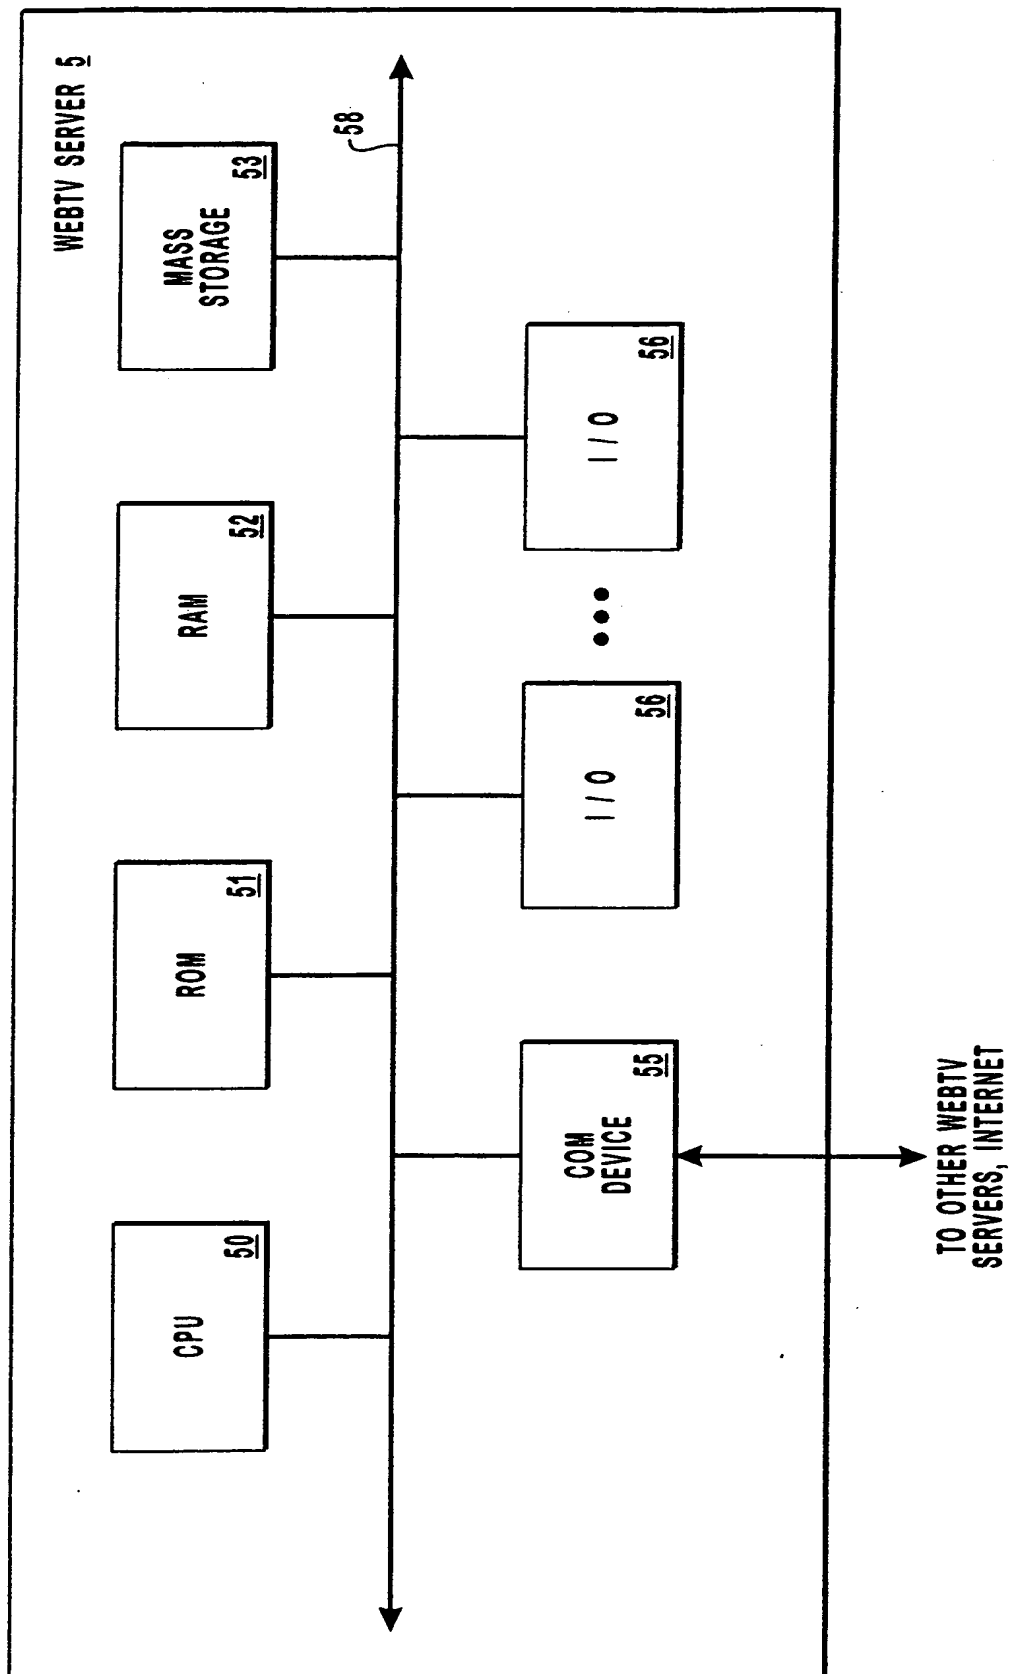 WEBTV SERVER 5
CPU
50
ROM
51
RAM
52
MASS
STORAGE
53
58
COM
DEVICE
55
I / O
56
I / O
56
TO OTHER WEBTV
SERVERS, INTERNET